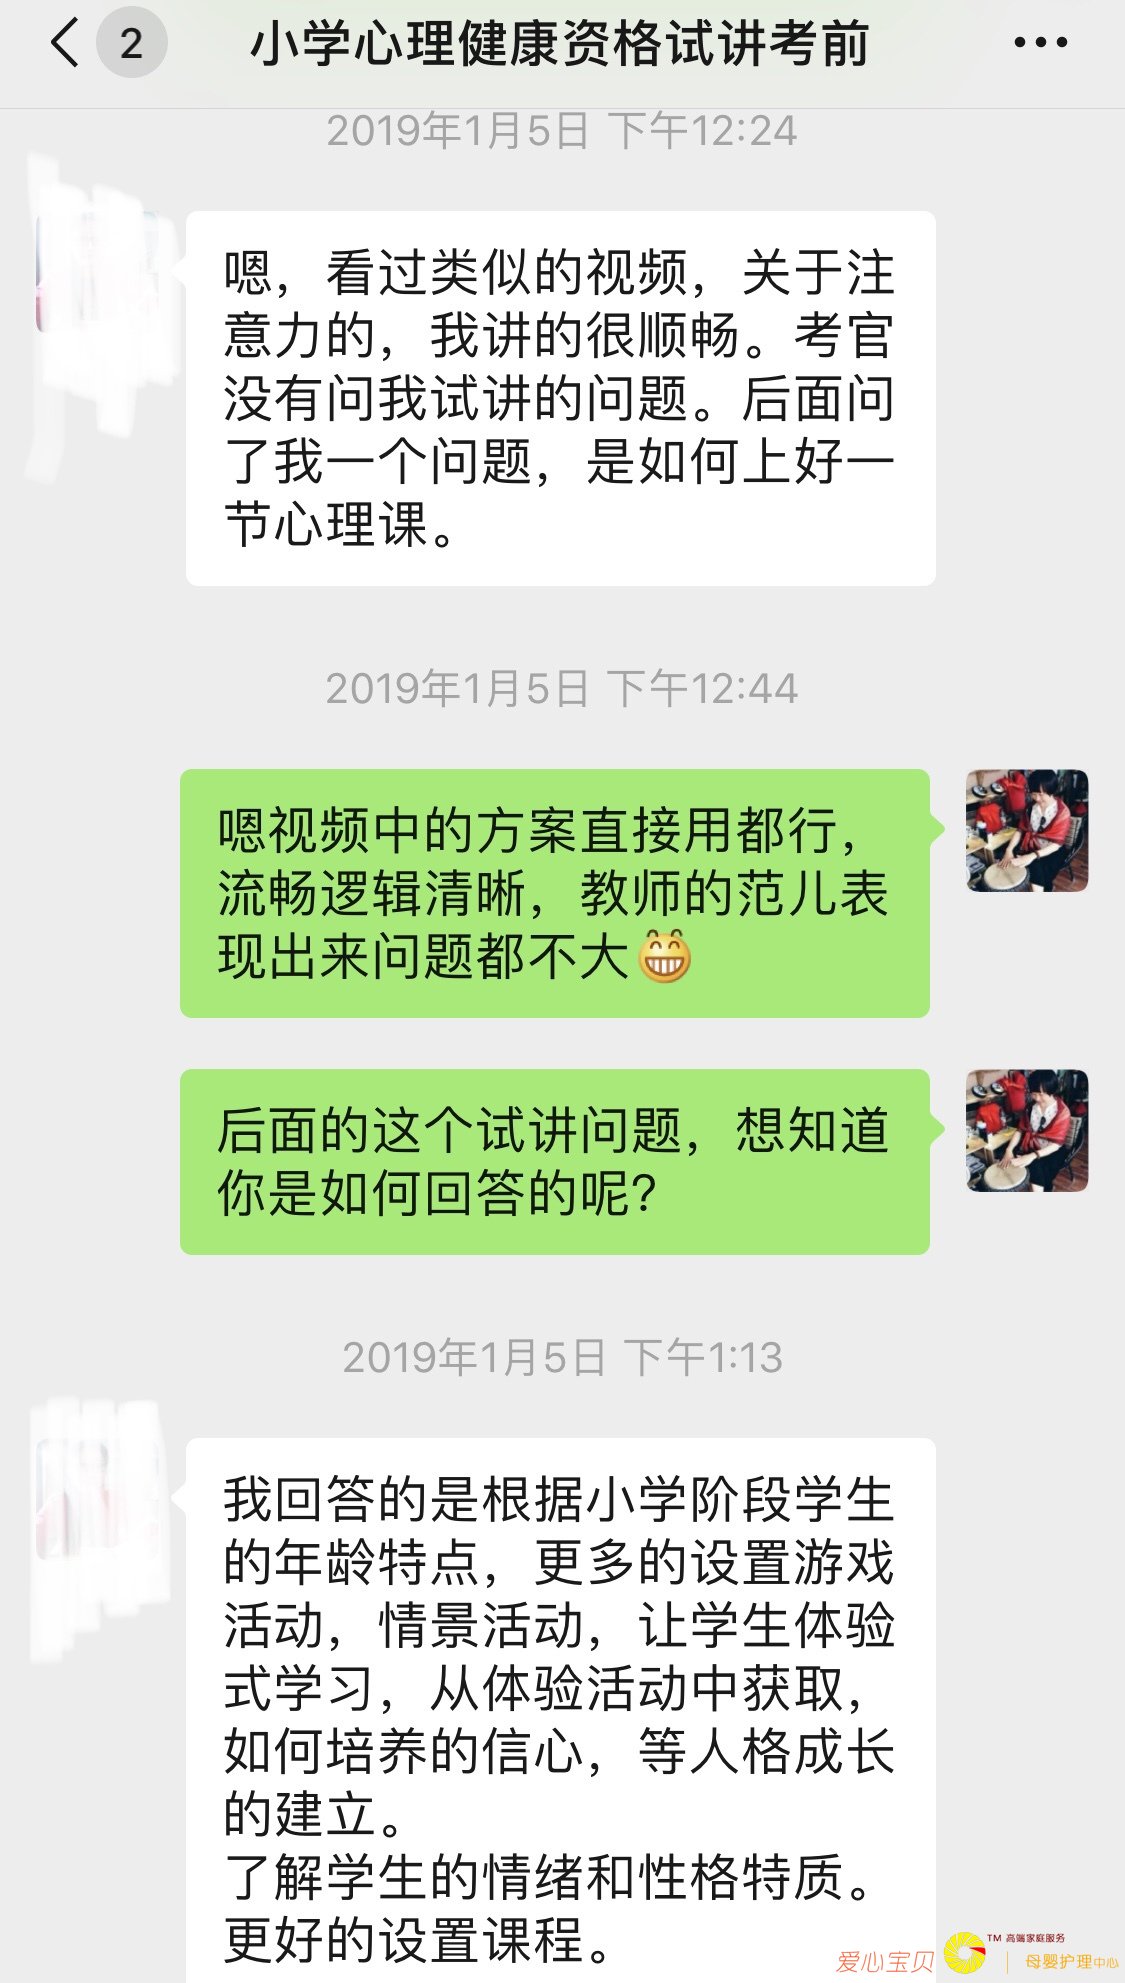 2
小学心理健康资格试讲考前
2019年1月5日 下午12:24
嗯，看过类似的视频，关于注
意力的，我讲的很顺畅。考官
没有问我试讲的问题。后面问
了我一个问题，是如何上好一
节心理课。
2019年1月5日 下午12:44
嗯视频中的方案直接用都行，
流畅逻辑清晰，教师的范儿表
现出来问题都不大😁
后面的这个试讲问题，想知道
你是如何回答的呢?
2019年1月5日 下午1:13
我回答的是根据小学阶段学生
的年龄特点，更多的设置游戏
活动，情景活动，让学生体验
式学习，从体验活动中获取，
如何培养的信心，等人格成长
的建立。
了解学生的情绪和性格特质。
更好的设置课程。
爱心宝贝
TM 高端家庭服务
母婴护理中心